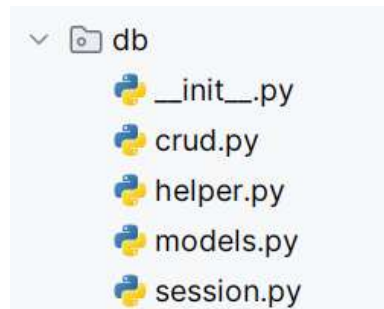 db
__init__.py
crud.py
helper.py
models.py
session.py